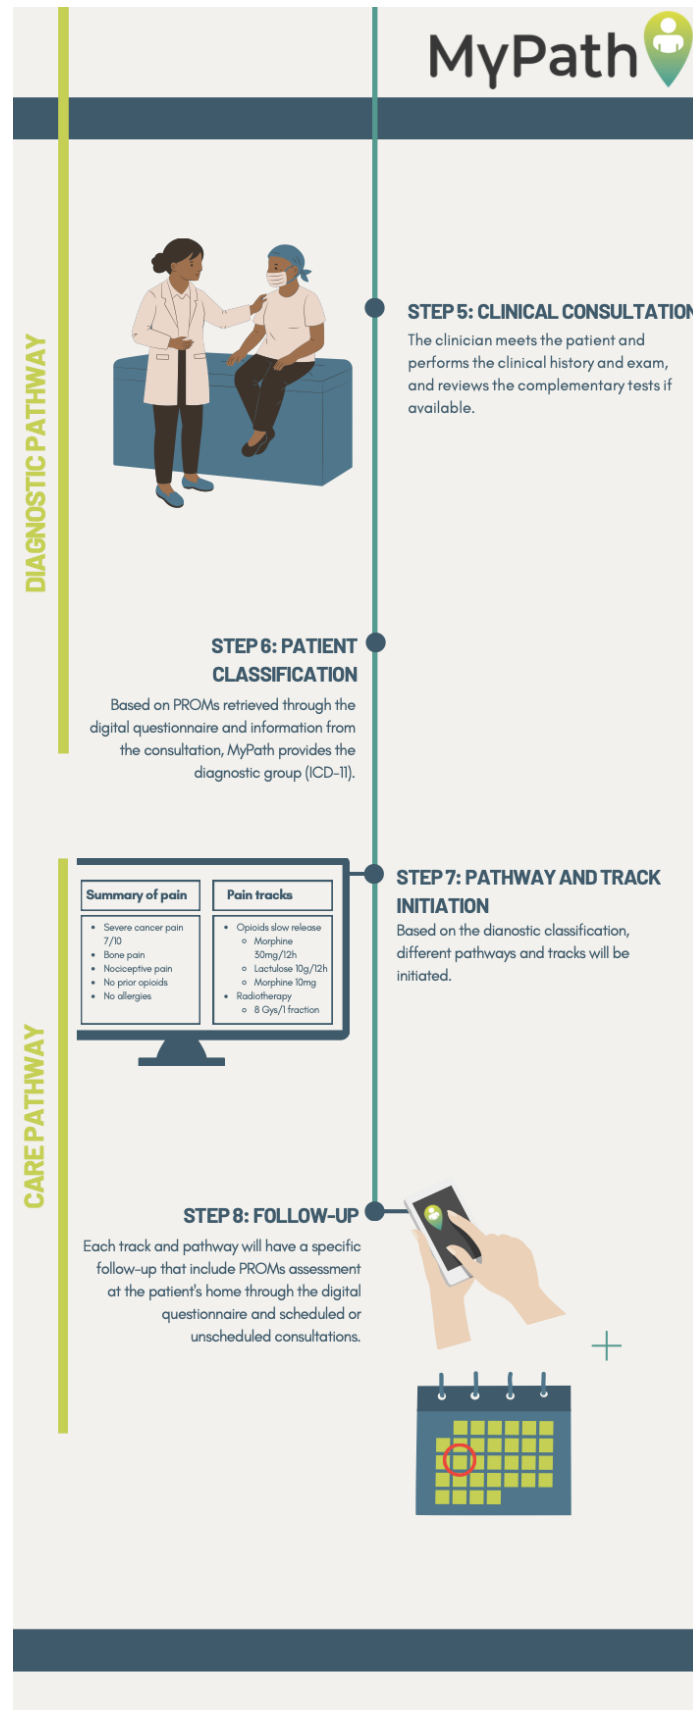 MyPath
DIAGNOSTIC PATHWAY
STEP 5: CLINICAL CONSULTATION
The clinician meets the patient and
performs the clinical history and exam,
and reviews the complementary tests if
available.
STEP 6: PATIENT
CLASSIFICATION
Based on PROMs retrieved through the
digital questionnaire and information from
the consultation, MyPath provides the
diagnostic group (ICD-11).
CARE PATHWAY
Summary of pain
• Severe cancer pain
7/10
• Bone pain
• Nociceptive pain
• No prior opioids
• No allergies
Pain tracks
• Opioids slow release
○ Morphine
30mg/12h
○ Lactulose 10g/12h
○ Morphine 10mg
• Radiotherapy
○ 8 Gys/1 fraction
STEP 7: PATHWAY AND TRACK
INITIATION
Based on the dianostic classification,
different pathways and tracks will be
initiated.
STEP 8: FOLLOW-UP
Each track and pathway will have a specific
follow-up that include PROMs assessment
at the patient's home through the digital
questionnaire and scheduled or
unscheduled consultations.